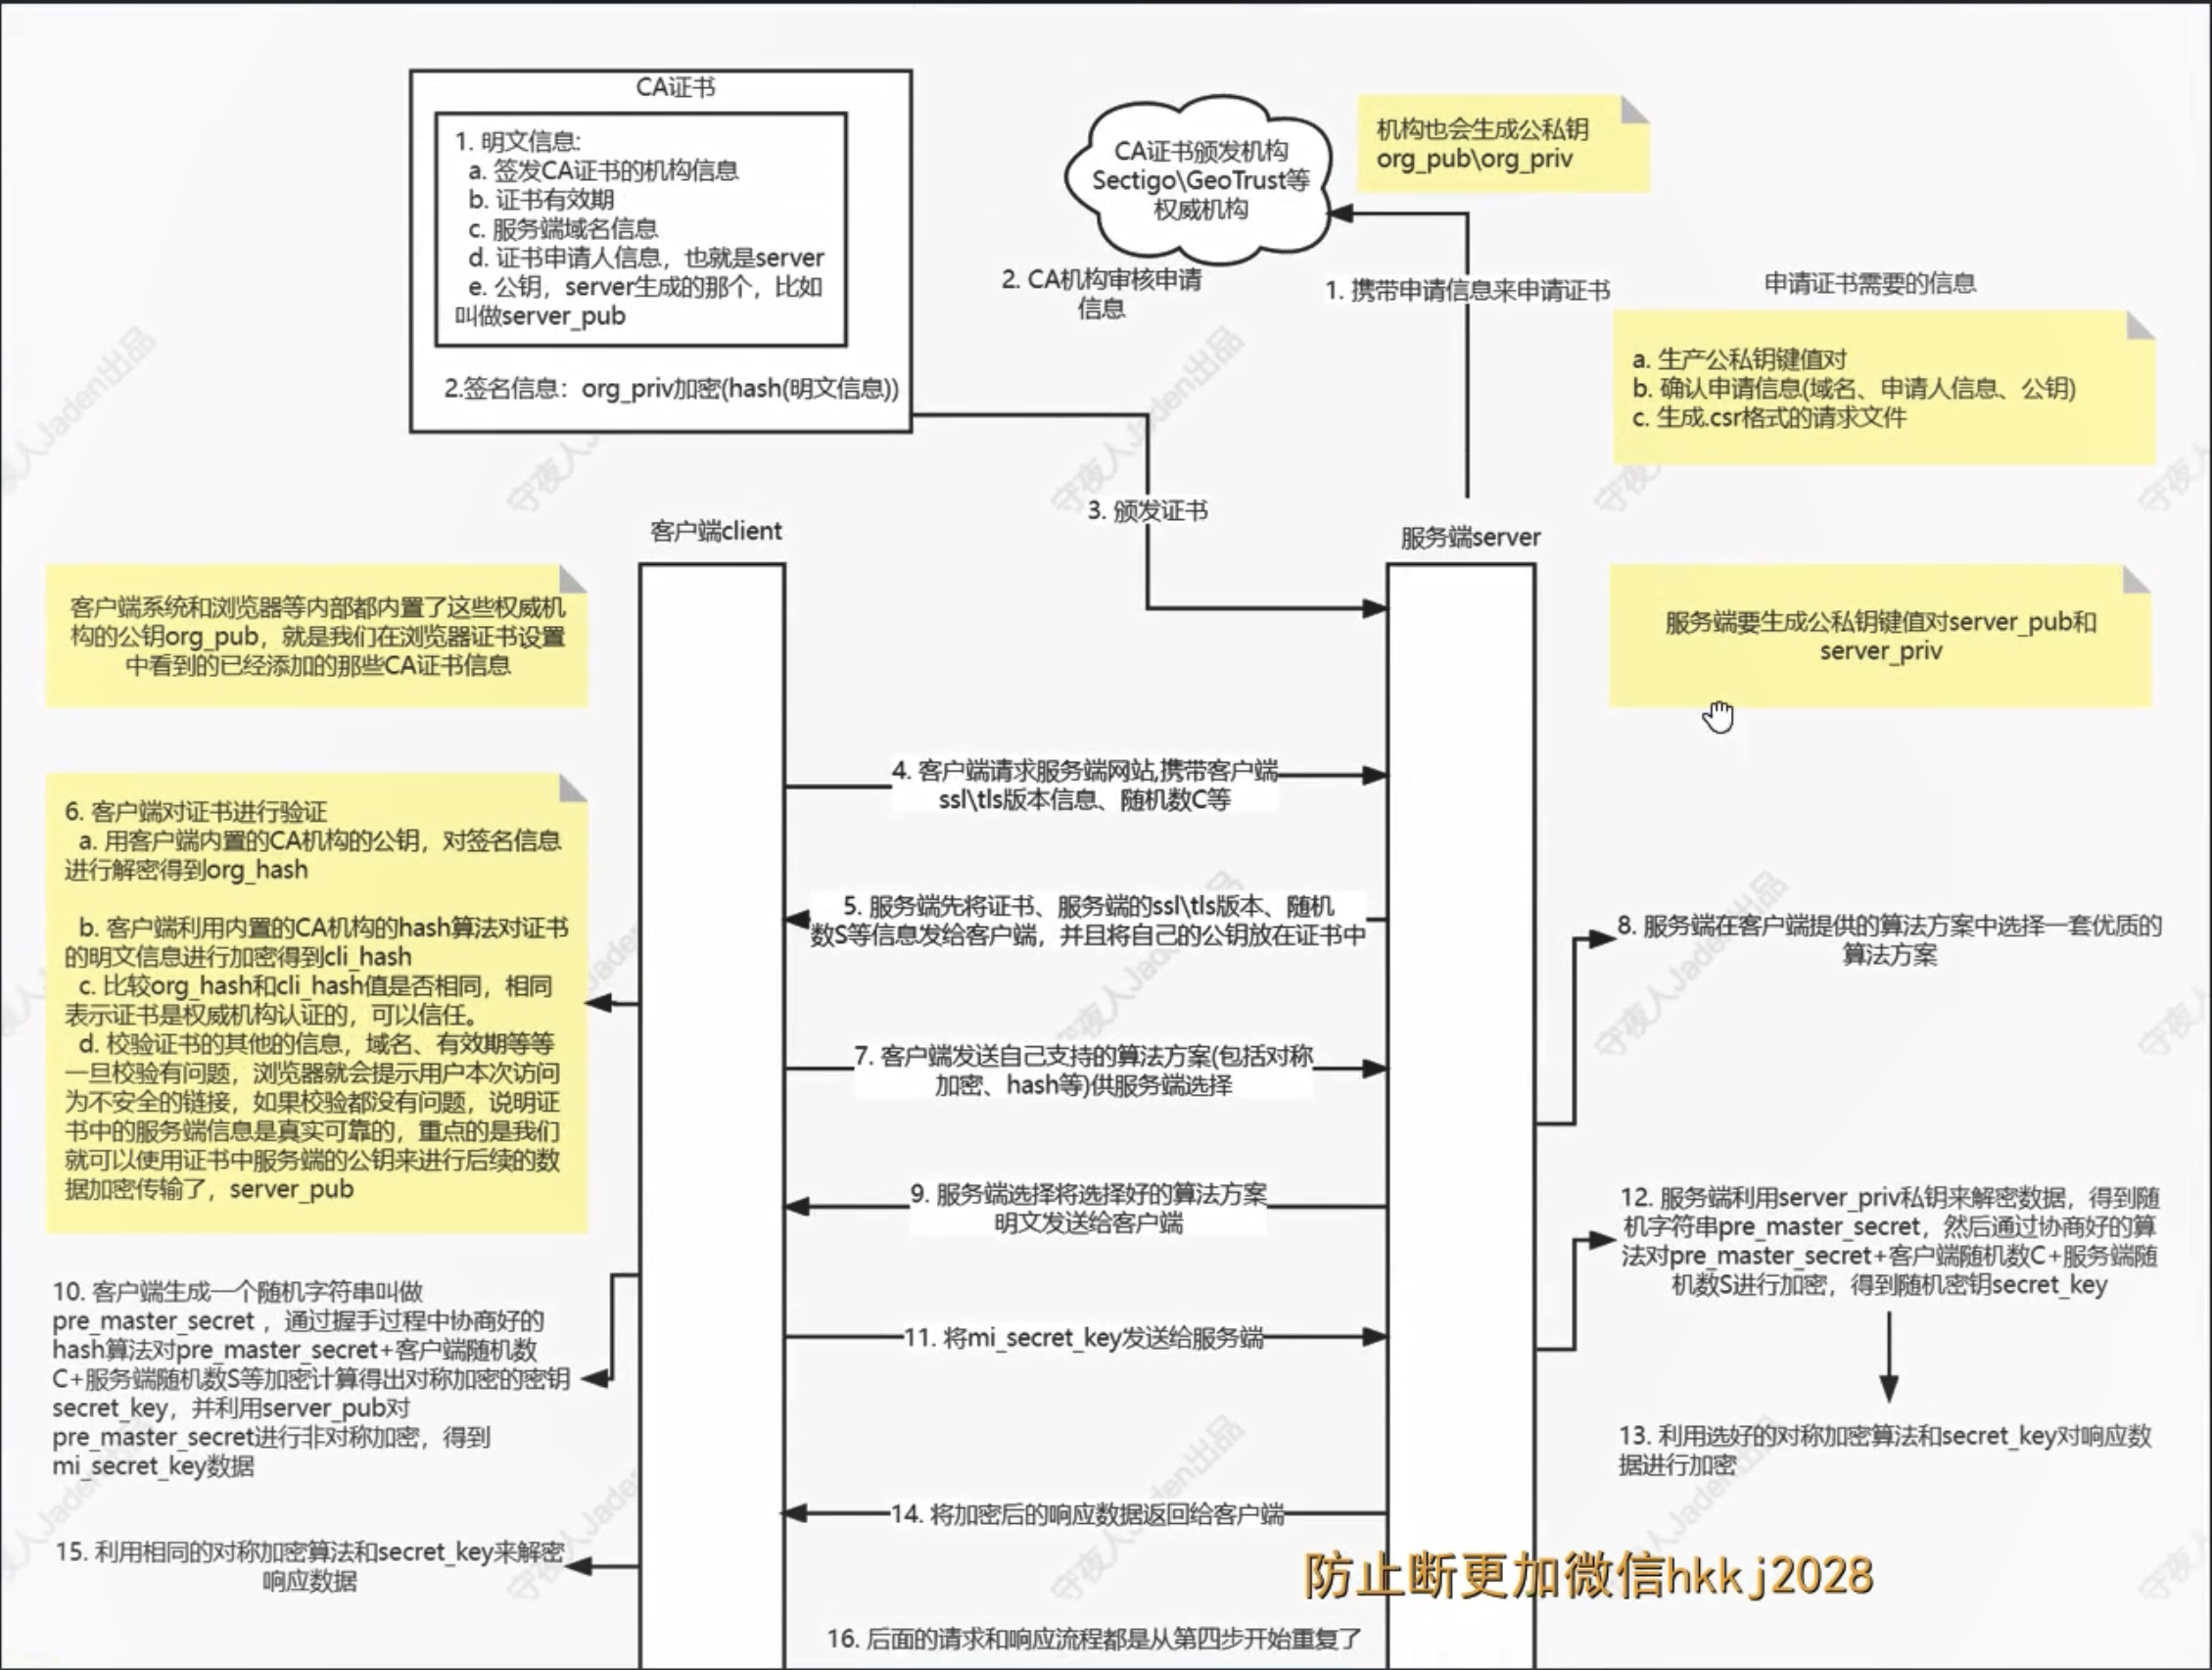 CA证书
1. 明文信息:
a. 签发CA证书的机构信息
b. 证书有效期
c. 服务端域名信息
d. 证书申请人信息，也就是server
e. 公钥，server生成的那个，比如
叫做server_pub
2.签名信息：org_priv加密(hash(明文信息))
CA证书颁发机构
Sectigo\GeoTrust等
权威机构
机构也会生成公私钥
org_pub\org_priv
2. CA机构审核申请
信息
1. 携带申请信息来申请证书
申请证书需要的信息
a. 生产公私钥键值对
b. 确认申请信息(域名、申请人信息、公钥)
c. 生成.csr格式的请求文件
3. 颁发证书
客户端client
服务端server
客户端系统和浏览器等内部都内置了这些权威机
构的公钥org_pub，就是我们在浏览器证书设置
中看到的已经添加的那些CA证书信息
服务端要生成公私钥键值对server_pub和
server_priv
4. 客户端请求服务端网站,携带客户端
ssl\tls版本信息、随机数C等
5. 服务端先将证书、服务端的ssl\tls版本、随机
数S等信息发给客户端，并且将自己的公钥放在证书中
6. 客户端对证书进行验证
a. 用客户端内置的CA机构的公钥，对签名信息
进行解密得到org_hash
b. 客户端利用内置的CA机构的hash算法对证书
的明文信息进行加密得到cli_hash
c. 比较org_hash和cli_hash值是否相同，相同
表示证书是权威机构认证的，可以信任。
d. 校验证书的其他的信息，域名、有效期等等
一旦校验有问题，浏览器就会提示用户本次访问
为不安全的链接，如果校验都没有问题，说明证
书中的服务端信息是真实可靠的，重点的是我们
就可以使用证书中服务端的公钥来进行后续的数
据加密传输了，server_pub
7. 客户端发送自己支持的算法方案(包括对称
加密、hash等)供服务端选择
8. 服务端在客户端提供的算法方案中选择一套优质的
算法方案
9. 服务端选择将选择好的算法方案
明文发送给客户端
10. 客户端生成一个随机字符串叫做
pre_master_secret ，通过握手过程中协商好的
hash算法对pre_master_secret+客户端随机数
C+服务端随机数S等加密计算得出对称加密的密钥
secret_key，并利用server_pub对
pre_master_secret进行非对称加密，得到
mi_secret_key数据
11. 将mi_secret_key发送给服务端
12. 服务端利用server_priv私钥来解密数据，得到随
机字符串pre_master_secret，然后通过协商好的算
法对pre_master_secret+客户端随机数C+服务端随
机数S进行加密，得到随机密钥secret_key
13. 利用选好的对称加密算法和secret_key对响应数
据进行加密
14. 将加密后的响应数据返回给客户端
15. 利用相同的对称加密算法和secret_key来解密
响应数据
16. 后面的请求和响应流程都是从第四步开始重复了
防止断更加微信hkkj2028
守夜人Jaden出品